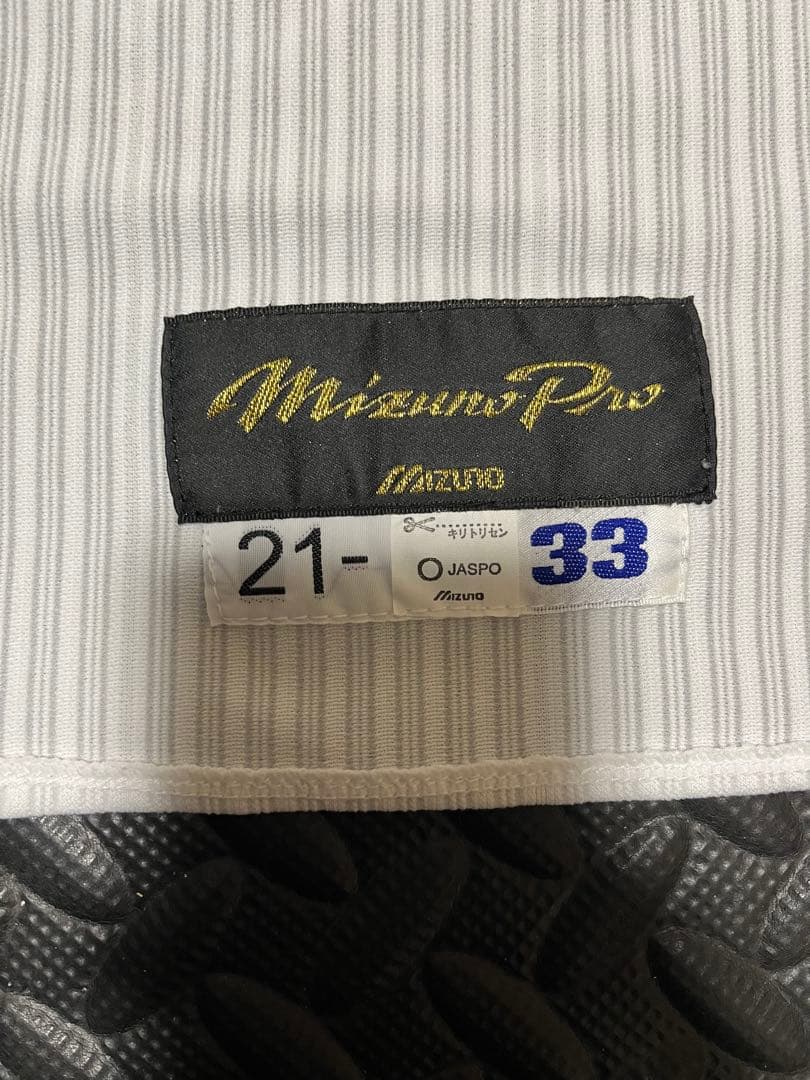 Mizuno Pro
MIZUNO
21-
キリトリセン
O JASPO
MIZUNO
33